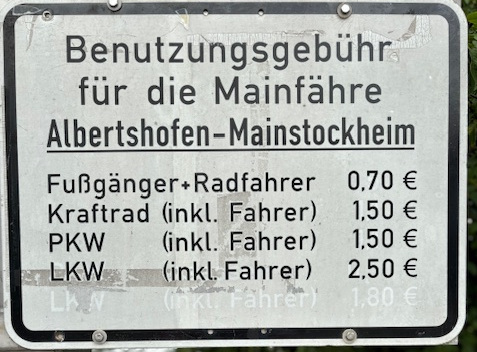 Benutzungsgebühr
für die Mainfähre
Albertshofen-Mainstockheim
Fußgänger+Radfahrer 0,70 €
Kraftrad (inkl. Fahrer) 1,50 €
PKW (inkl. Fahrer) 1,50 €
LKW (inkl. Fahrer) 2,50 €
LKW (inkl. Fahrer) 1,80 €